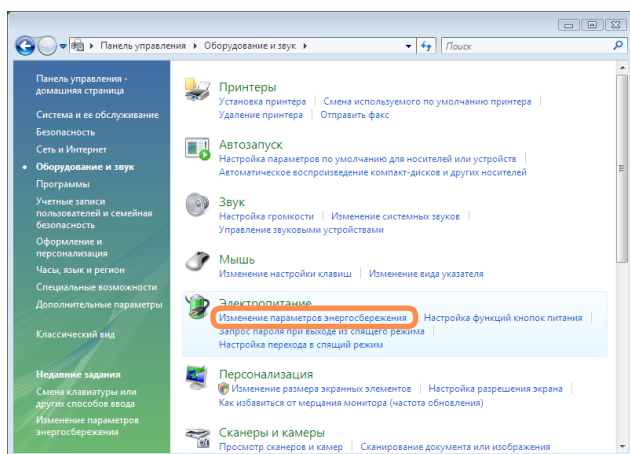 Панель управления ▸ Оборудование и звук ▸
Поиск
Панель управления -
домашняя страница
Система и ее обслуживание
Безопасность
Сеть и Интернет
• Оборудование и звук
Программы
Учетные записи
пользователей и семейная
безопасность
Оформление и
персонализация
Часы, язык и регион
Специальные возможности
Дополнительные параметры
Классический вид
Недавние задания
Смена клавиатуры или
других способов ввода
Изменение параметров
энергосбережения
Принтеры
Установка принтера | Смена используемого по умолчанию принтера |
Удаление принтера | Отправить факс
Автозапуск
Настройка параметров по умолчанию для носителей или устройств |
Автоматическое воспроизведение компакт-дисков и других носителей
Звук
Настройка громкости | Изменение системных звуков |
Управление звуковыми устройствами
Мышь
Изменение настройки клавиш | Изменение вида указателя
Электропитание
Изменение параметров энергосбережения | Настройка функций кнопок питания |
Запрос пароля при выходе из спящего режима |
Настройка перехода в спящий режим
Персонализация
Изменение размера экранных элементов | Настройка разрешения экрана |
Как избавиться от мерцания монитора (частота обновления)
Сканеры и камеры
Просмотр сканеров и камер | Сканирование документа или изображения